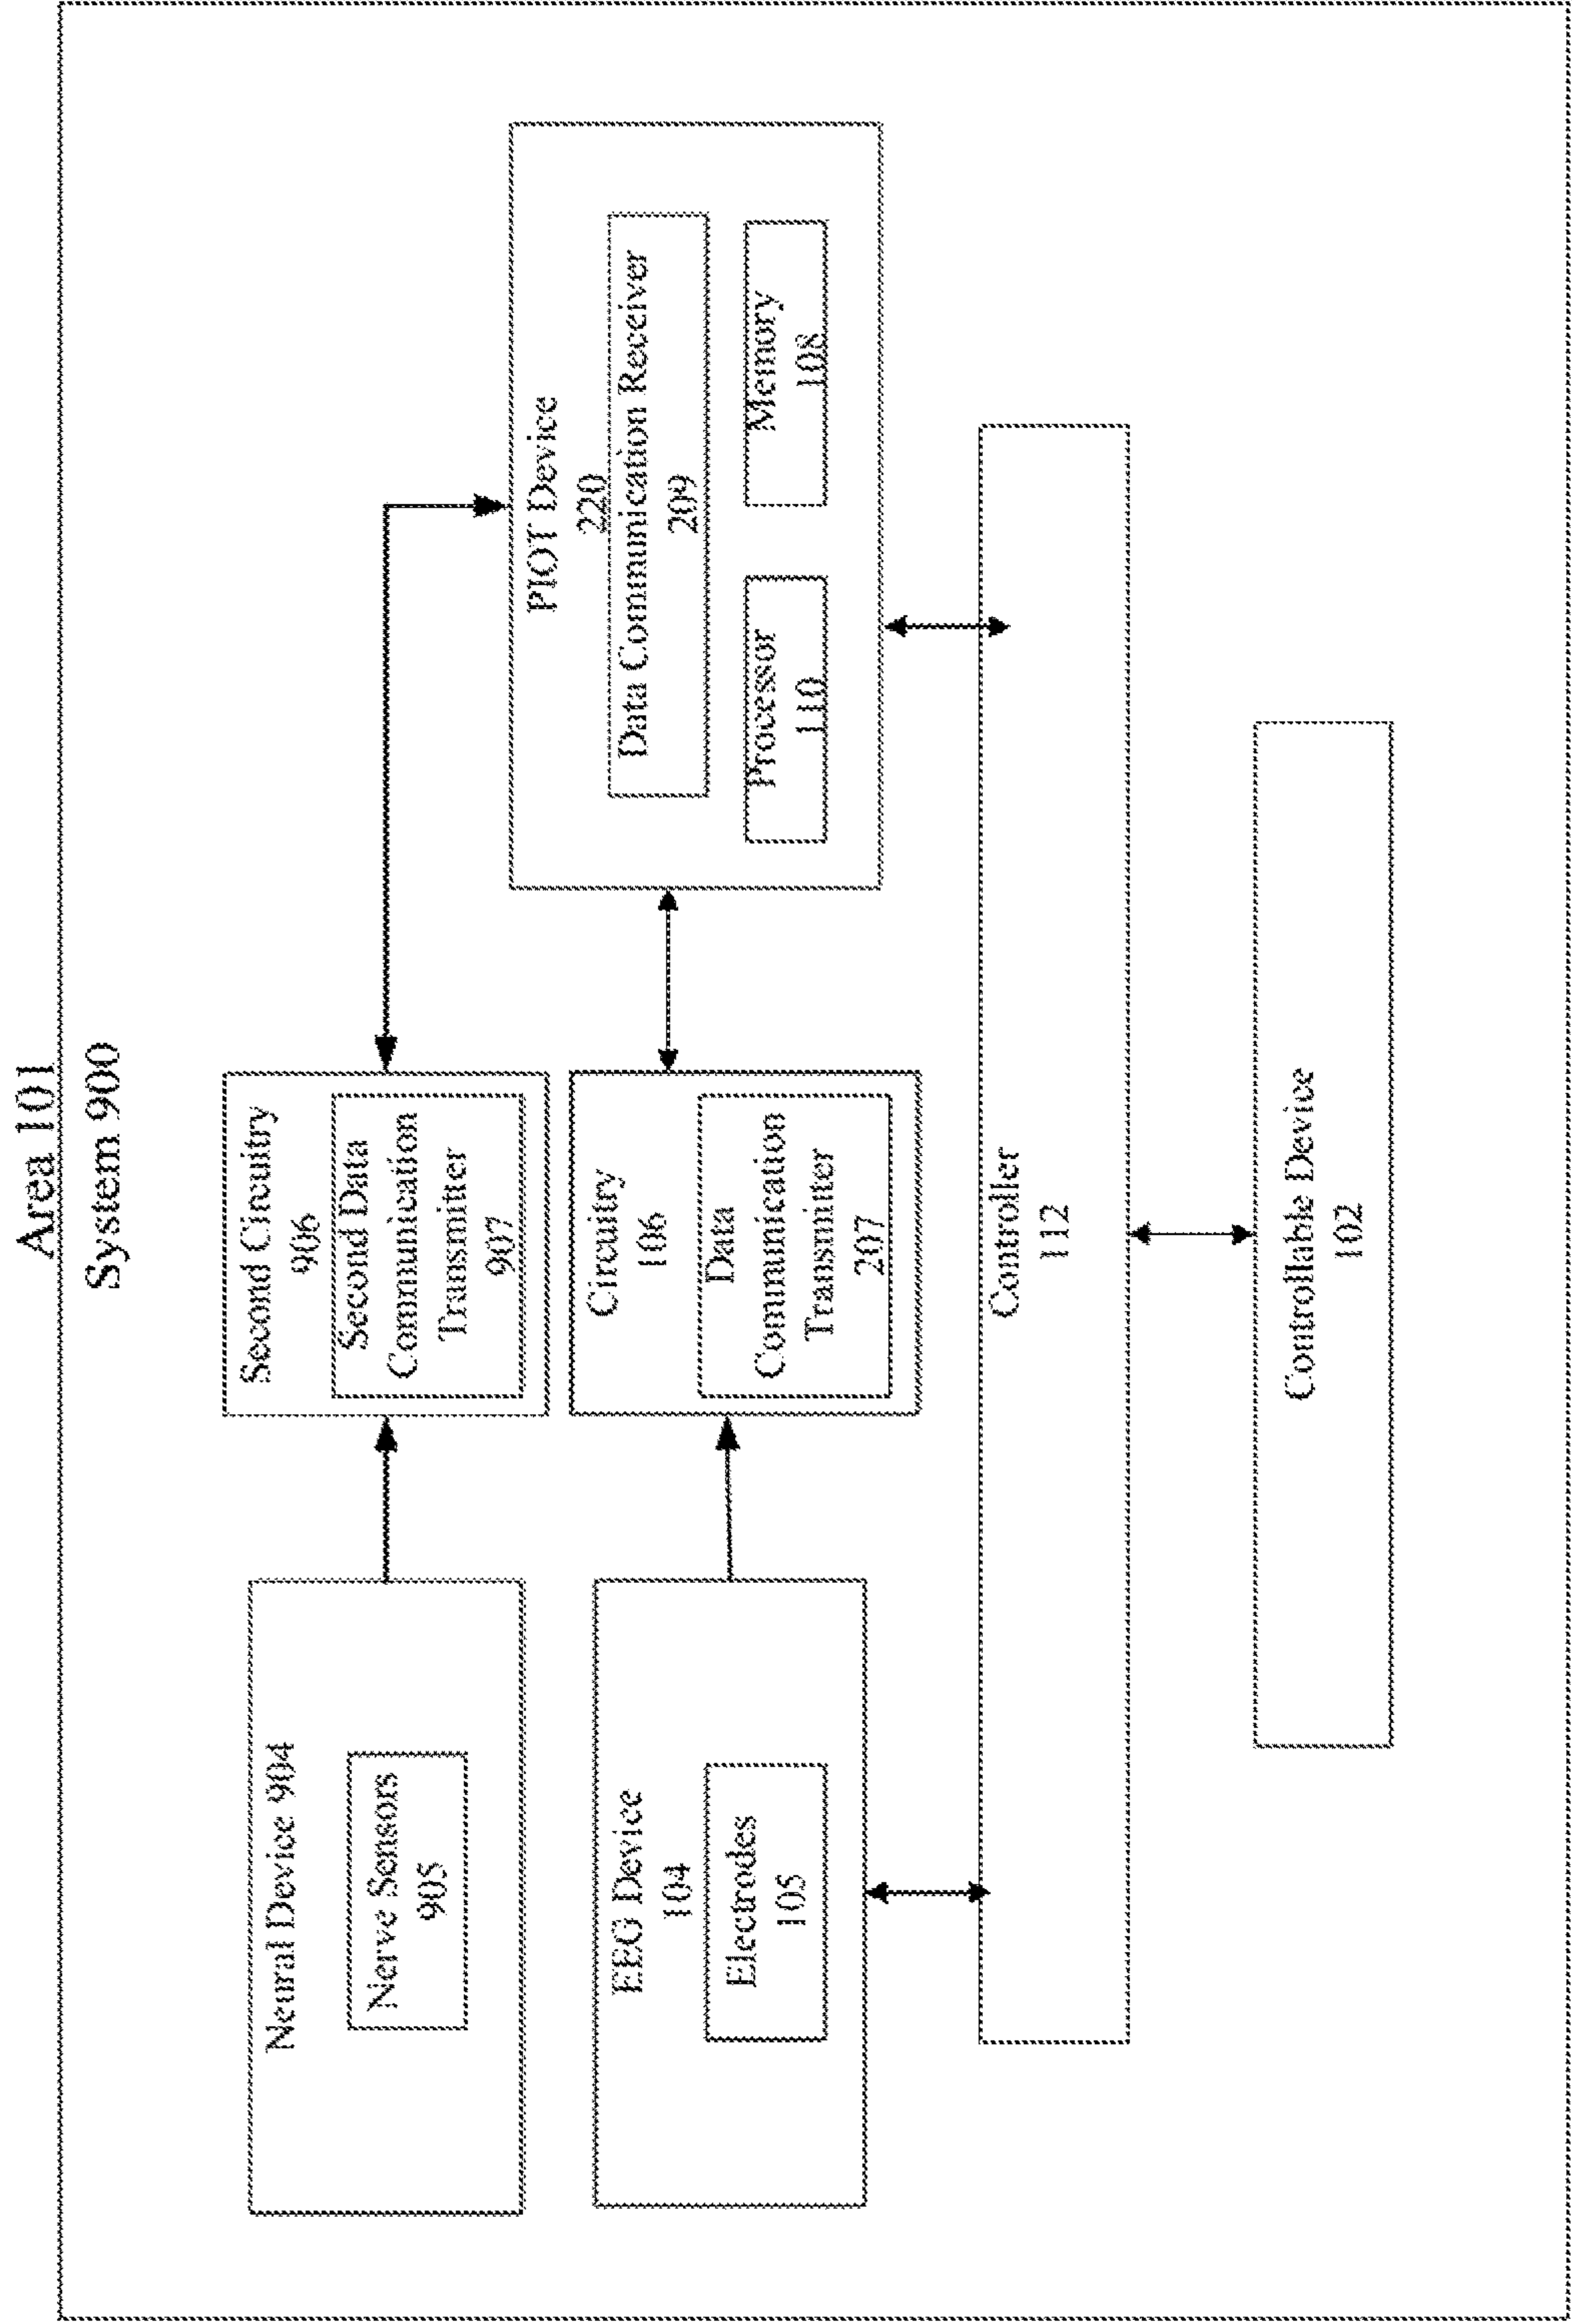 Area 101
System 900
Neural Device 904
Nerve Sensors
905
Second Circuitry
906
Second Data
Communication
Transmitter
907
PIOT Device
220
Data Communication Receiver
209
Processor
110
Memory
108
EEG Device
104
Electrodes
105
Circuitry
106
Data
Communication
Transmitter
207
Controller
112
Controllable Device
102